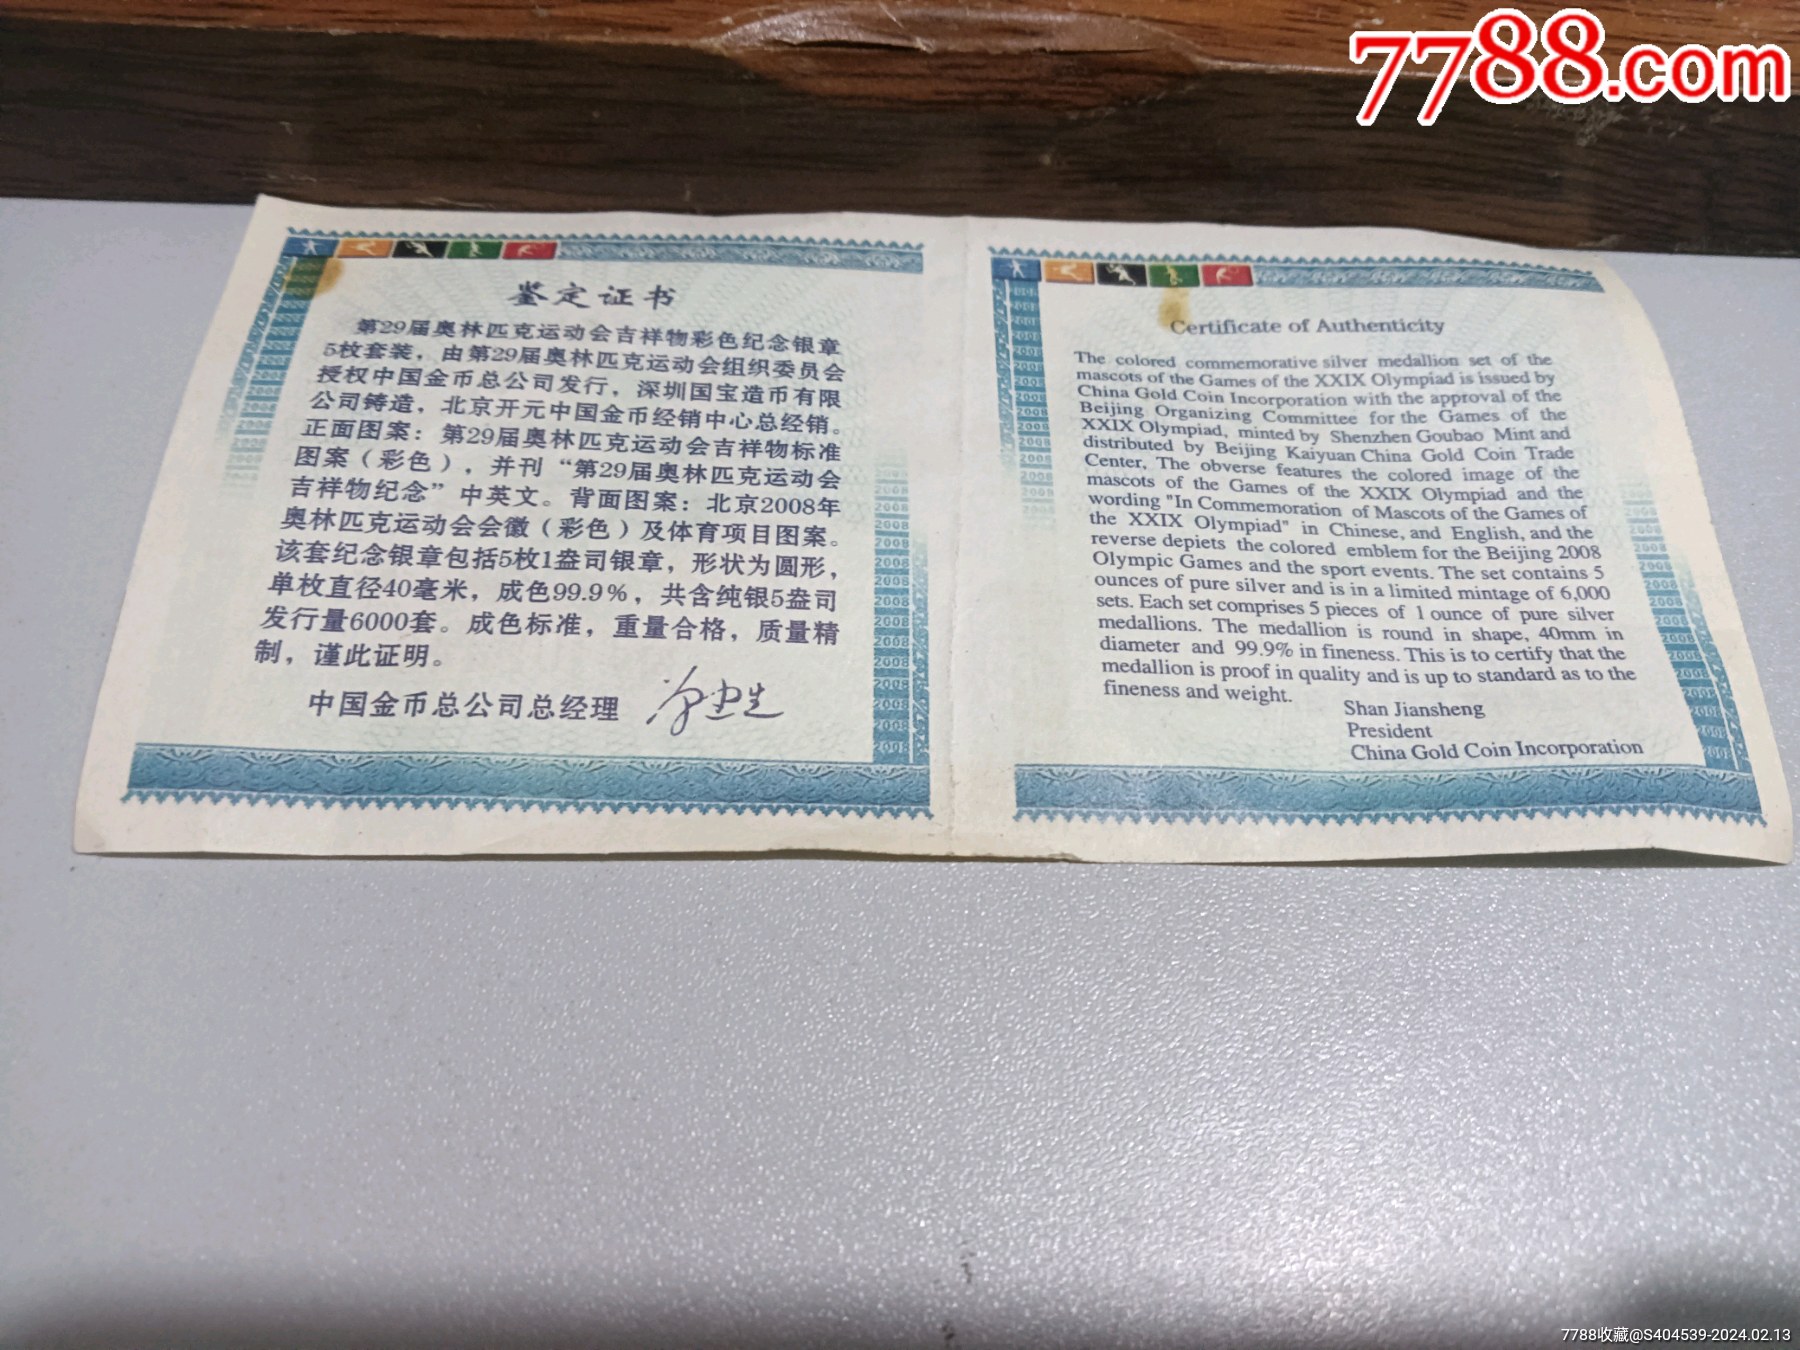 7788.com
鉴定证书
第29届奥林匹克运动会吉祥物彩色纪念银章
5枚套装，由第29届奥林匹克运动会组织委员会
授权中国金币总公司发行，深圳国宝造币有限
公司铸造，北京开元中国金币经销中心总经销。
正面图案：第29届奥林匹克运动会吉祥物标准
图案（彩色），并刊“第29届奥林匹克运动会
吉祥物纪念”中英文。背面图案：北京2008年
奥林匹克运动会会徽（彩色）及体育项目图案。
该套纪念银章包括5枚1盎司银章，形状为圆形，
单枚直径40毫米，成色99.9%，共含纯银5盎司
发行量6000套。成色标准，重量合格，质量精
制，谨此证明。
中国金币总公司总经理
Certificate of Authenticity
The colored commemorative silver medallion set of the
mascots of the Games of the XXIX Olympiad is issued by
China Gold Coin Incorporation with the approval of the
Beijing Organizing Committee for the Games of the
XXIX Olympiad, minted by Shenzhen Goubao Mint and
distributed by Beijing Kaiyuan China Gold Coin Trade
Center, The obverse features the colored image of the
mascots of the Games of the XXIX Olympiad and the
wording "In Commemoration of Mascots of the Games of
the XXIX Olympiad" in Chinese, and English, and the
reverse depiets the colored emblem for the Beijing 2008
Olympic Games and the sport events. The set contains 5
ounces of pure silver and is in a limited mintage of 6,000
sets. Each set comprises 5 pieces of 1 ounce of pure silver
medallions. The medallion is round in shape, 40mm in
diameter and 99.9% in fineness. This is to certify that the
medallion is proof in quality and is up to standard as to the
fineness and weight.
Shan Jiansheng
President
China Gold Coin Incorporation
7788收藏@S404539-2024.02.13